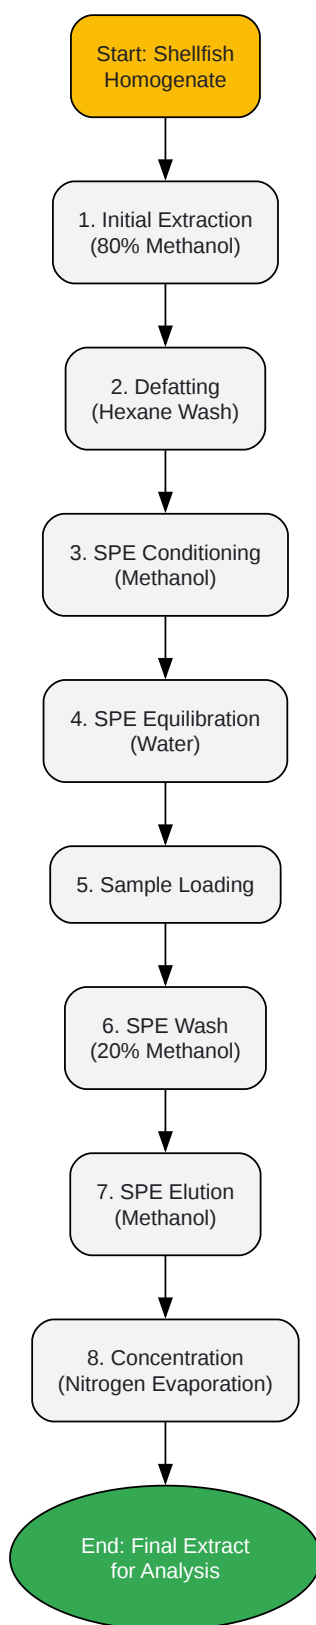 Start: Shellfish
Homogenate
1. Initial Extraction
(80% Methanol)
2. Defatting
(Hexane Wash)
3. SPE Conditioning
(Methanol)
4. SPE Equilibration
(Water)
5. Sample Loading
6. SPE Wash
(20% Methanol)
7. SPE Elution
(Methanol)
8. Concentration
(Nitrogen Evaporation)
End: Final Extract
for Analysis